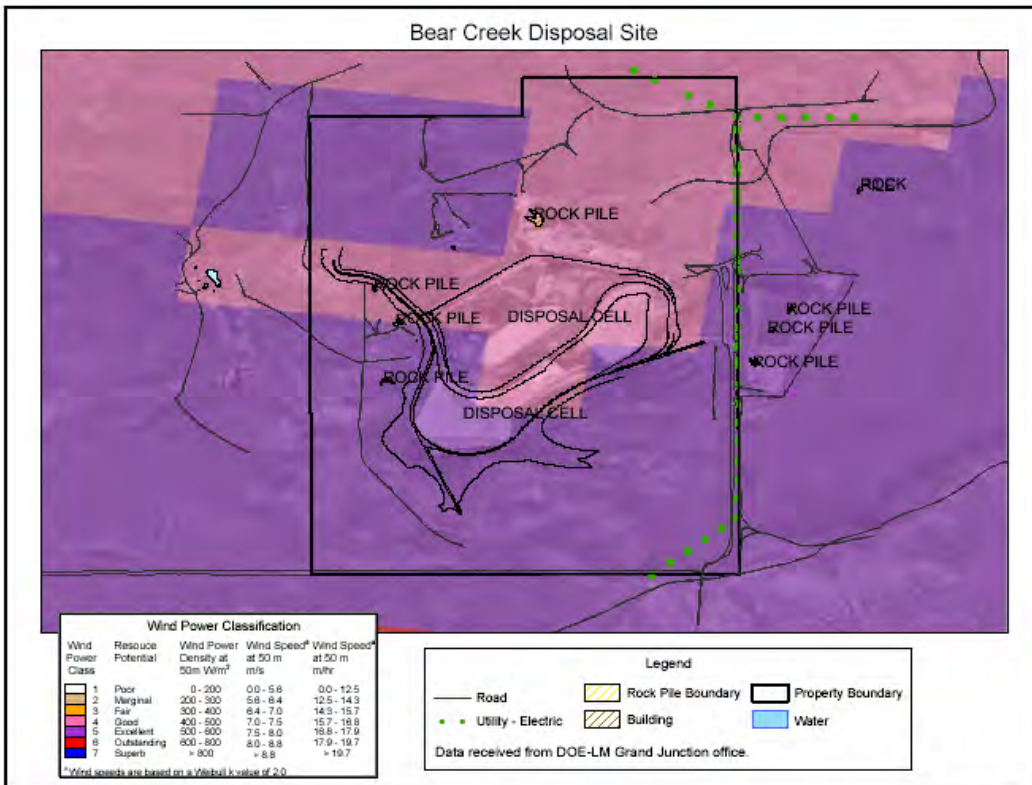 Bear Creek Disposal Site
ROCK
PILE
ROCK PILE
ROCK PILE
ROCK PILE
DISPOSAL CELL
ROCK PILE
ROCK PILE
ROCK PILE
ROCK PILE
DISPOSAL CELL
Wind Power Classification
Wind Power Class Resouce Potential Wind Power Density at 50m W/m² Wind Speedᵃ at 50 m m/s Wind Speedᵃ at 50 m m/hr
1 Poor 0 - 200 0.0 - 5.6 0.0 - 12.5
2 Marginal 200 - 300 5.6 - 6.4 12.5 - 14.3
3 Fair 300 - 400 6.4 - 7.0 14.3 - 15.7
4 Good 400 - 500 7.0 - 7.5 15.7 - 16.8
5 Excellent 500 - 600 7.5 - 8.0 16.8 - 17.9
6 Outstanding 600 - 800 8.0 - 8.8 17.9 - 19.7
7 Superb > 800 > 8.8 > 19.7
ᵃWind speeds are based on a Weibull k value of 2.0
Legend
Road
Rock Pile Boundary
Property Boundary
Utility - Electric
Building
Water
Data received from DOE-LM Grand Junction office.